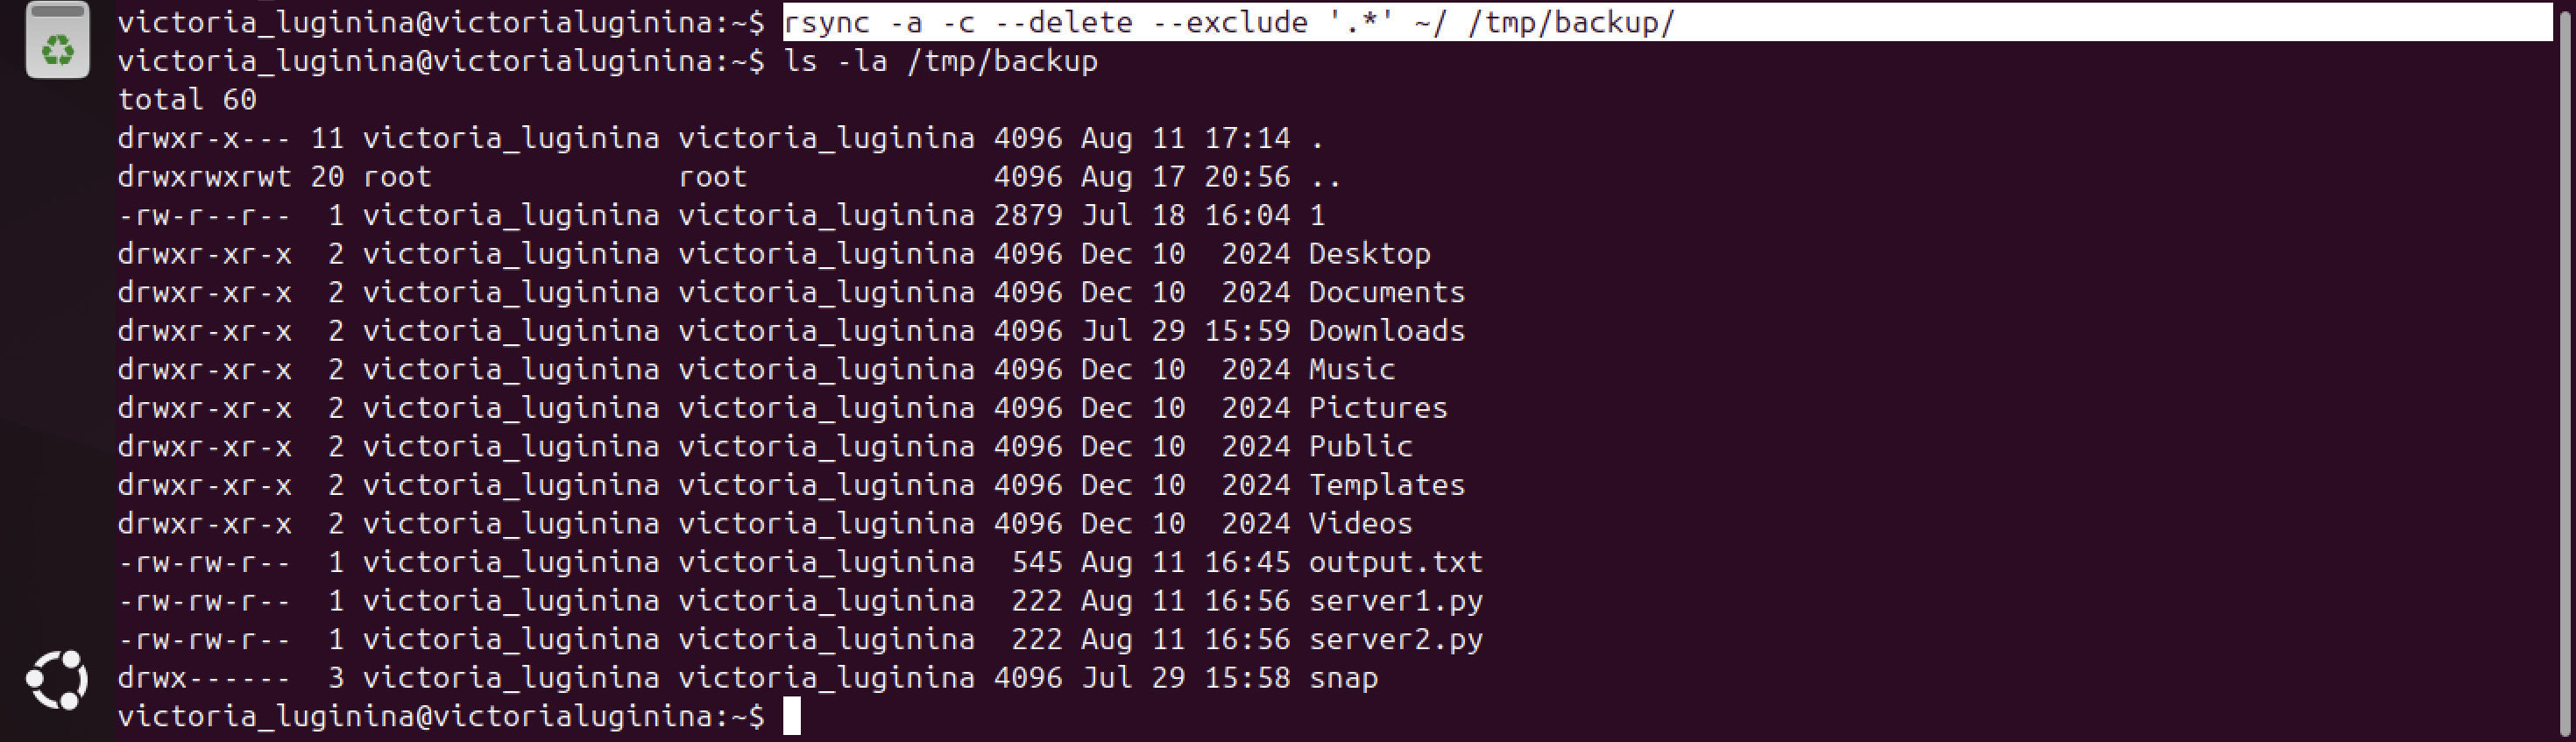 victoria_luginina@victorialuginina:~$ rsync -a -c --delete --exclude '.*' ~/ /tmp/backup/
victoria_luginina@victorialuginina:~$ ls -la /tmp/backup
total 60
drwxr-x--- 11 victoria_luginina victoria_luginina 4096 Aug 11 17:14 .
drwxrwxrwt 20 root              root              4096 Aug 17 20:56 ..
-rw-r--r--  1 victoria_luginina victoria_luginina 2879 Jul 18 16:04 1
drwxr-xr-x  2 victoria_luginina victoria_luginina 4096 Dec 10  2024 Desktop
drwxr-xr-x  2 victoria_luginina victoria_luginina 4096 Dec 10  2024 Documents
drwxr-xr-x  2 victoria_luginina victoria_luginina 4096 Jul 29 15:59 Downloads
drwxr-xr-x  2 victoria_luginina victoria_luginina 4096 Dec 10  2024 Music
drwxr-xr-x  2 victoria_luginina victoria_luginina 4096 Dec 10  2024 Pictures
drwxr-xr-x  2 victoria_luginina victoria_luginina 4096 Dec 10  2024 Public
drwxr-xr-x  2 victoria_luginina victoria_luginina 4096 Dec 10  2024 Templates
drwxr-xr-x  2 victoria_luginina victoria_luginina 4096 Dec 10  2024 Videos
-rw-rw-r--  1 victoria_luginina victoria_luginina  545 Aug 11 16:45 output.txt
-rw-rw-r--  1 victoria_luginina victoria_luginina  222 Aug 11 16:56 server1.py
-rw-rw-r--  1 victoria_luginina victoria_luginina  222 Aug 11 16:56 server2.py
drwx------  3 victoria_luginina victoria_luginina 4096 Jul 29 15:58 snap
victoria_luginina@victorialuginina:~$